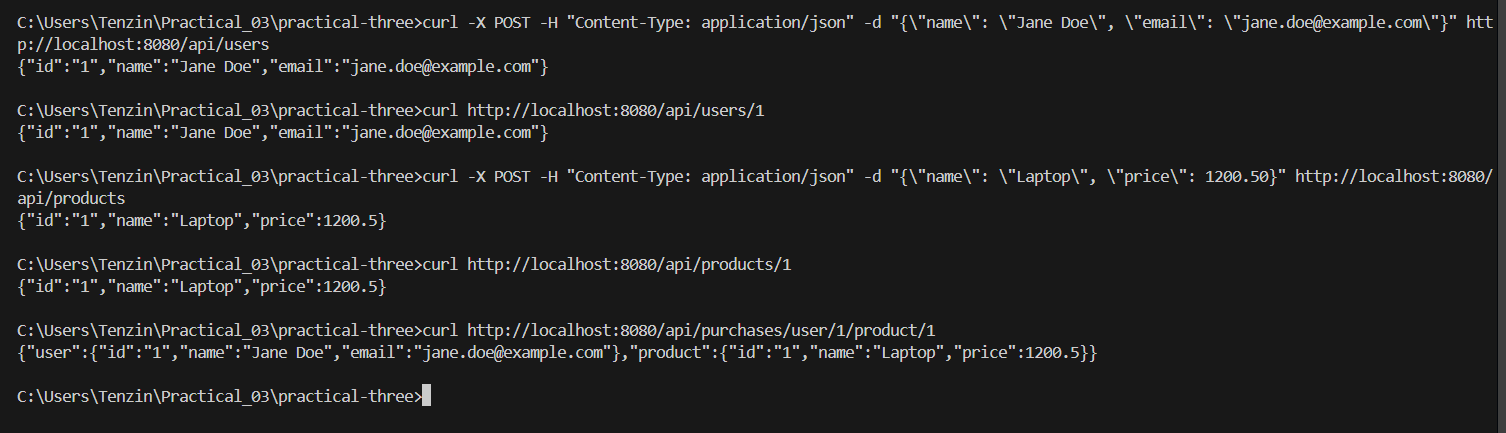 C:\Users\Tenzin\Practical_03\practical-three>curl -X POST -H "Content-Type: application/json" -d "{\"name\": \"Jane Doe\", \"email\": \"jane.doe@example.com\"}" htt
p://localhost:8080/api/users
{"id":"1","name":"Jane Doe","email":"jane.doe@example.com"}
C:\Users\Tenzin\Practical_03\practical-three>curl http://localhost:8080/api/users/1
{"id":"1","name":"Jane Doe","email":"jane.doe@example.com"}
C:\Users\Tenzin\Practical_03\practical-three>curl -X POST -H "Content-Type: application/json" -d "{\"name\": \"Laptop\", \"price\": 1200.50}" http://localhost:8080/
api/products
{"id":"1","name":"Laptop","price":1200.5}
C:\Users\Tenzin\Practical_03\practical-three>curl http://localhost:8080/api/products/1
{"id":"1","name":"Laptop","price":1200.5}
C:\Users\Tenzin\Practical_03\practical-three>curl http://localhost:8080/api/purchases/user/1/product/1
{"user":{"id":"1","name":"Jane Doe","email":"jane.doe@example.com"},"product":{"id":"1","name":"Laptop","price":1200.5}}
C:\Users\Tenzin\Practical_03\practical-three>